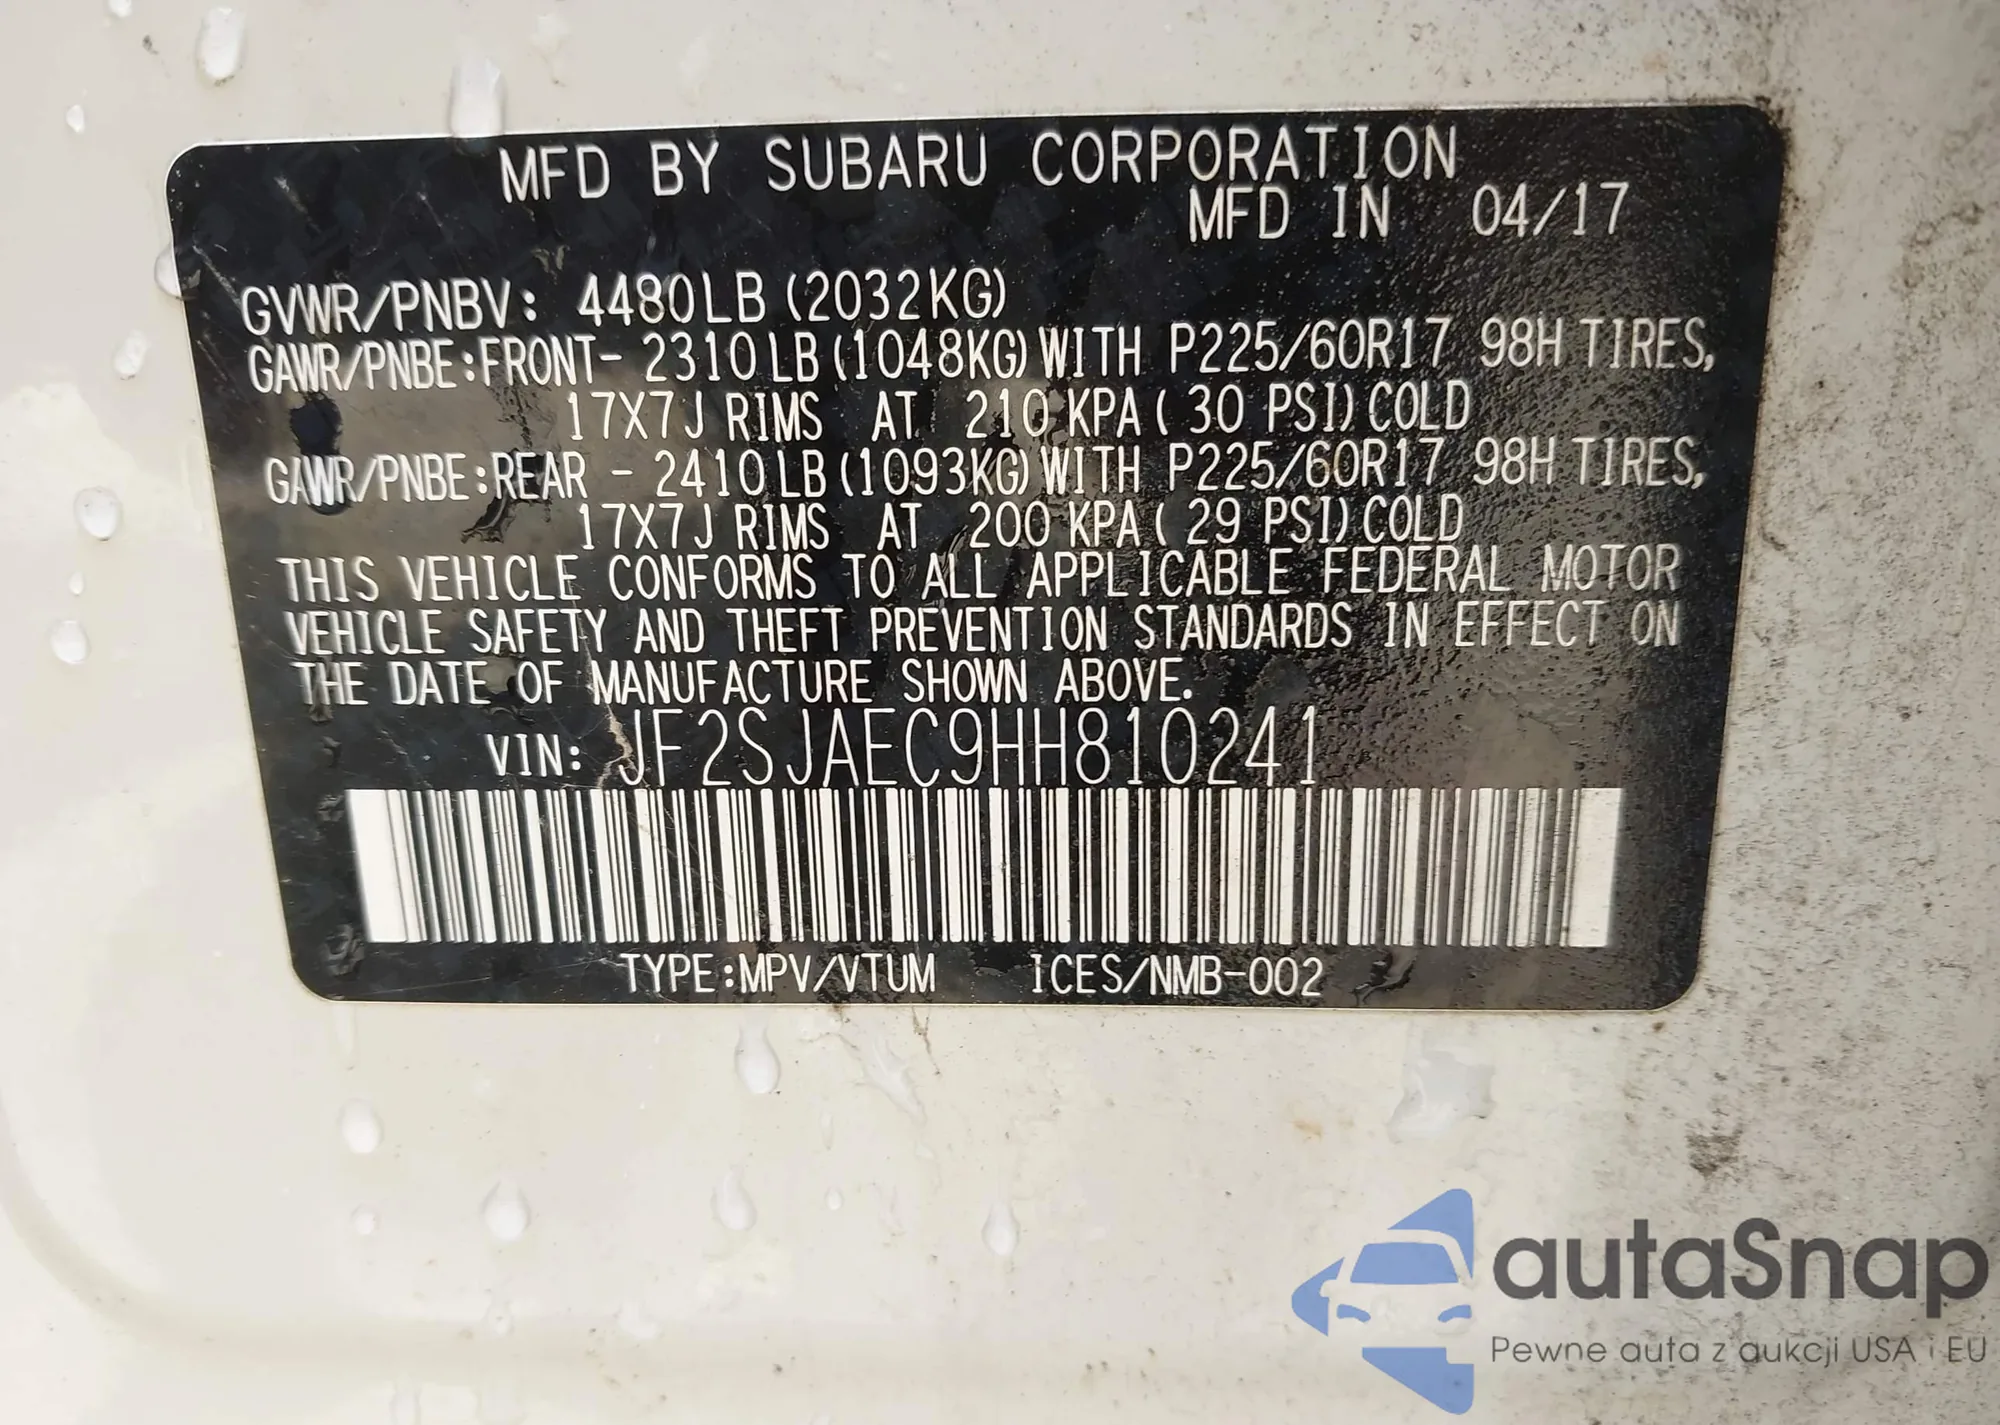 MFD BY SUBARU CORPORATION
MFD IN 04/17
GVWR/PNBV: 4480LB (2032KG)
GAWR/PNBE:FRONT- 2310LB (1048KG) WITH P225/60R17 98H TIRES,
17X7J RIMS AT 210 KPA ( 30 PSI) COLD
GAWR/PNBE:REAR - 2410LB (1093KG) WITH P225/60R17 98H TIRES,
17X7J RIMS AT 200 KPA ( 29 PSI) COLD
THIS VEHICLE CONFORMS TO ALL APPLICABLE FEDERAL MOTOR
VEHICLE SAFETY AND THEFT PREVENTION STANDARDS IN EFFECT ON
THE DATE OF MANUFACTURE SHOWN ABOVE.
VIN: JF2SJAEC9HH810241
TYPE:MPV/VTUM ICES/NMB-002
autaSnap
Pewne auta z aukcji USA i EU